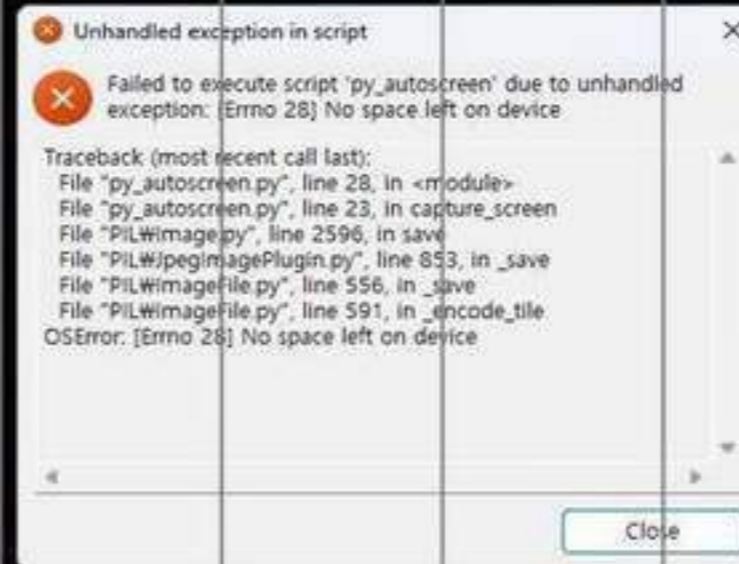 Unhandled exception in script
Failed to execute script 'py_autoscreen' due to unhandled
exception: [Errno 28] No space left on device
Traceback (most recent call last):
File "py_autoscreen.py", line 28, in <module>
File "py_autoscreen.py", line 23, in capture_screen
File "PIL₩Image.py", line 2596, in save
File "PIL₩JpegImagePlugin.py", line 853, in _save
File "PIL₩ImageFile.py", line 556, in _save
File "PIL₩ImageFile.py", line 591, in _encode_tile
OSError: [Errno 28] No space left on device
Close